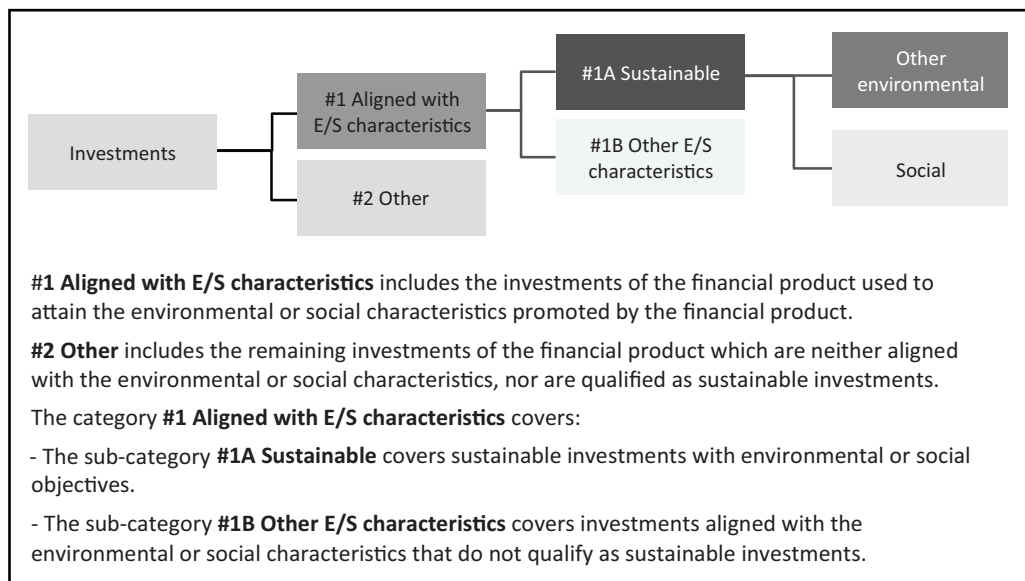 Investments
#1 Aligned with
E/S characteristics
#2 Other
#1A Sustainable
#1B Other E/S
characteristics
Other
environmental
Social
#1 Aligned with E/S characteristics includes the investments of the financial product used to
attain the environmental or social characteristics promoted by the financial product.
#2 Other includes the remaining investments of the financial product which are neither aligned
with the environmental or social characteristics, nor are qualified as sustainable investments.
The category #1 Aligned with E/S characteristics covers:
- The sub-category #1A Sustainable covers sustainable investments with environmental or social
objectives.
- The sub-category #1B Other E/S characteristics covers investments aligned with the
environmental or social characteristics that do not qualify as sustainable investments.